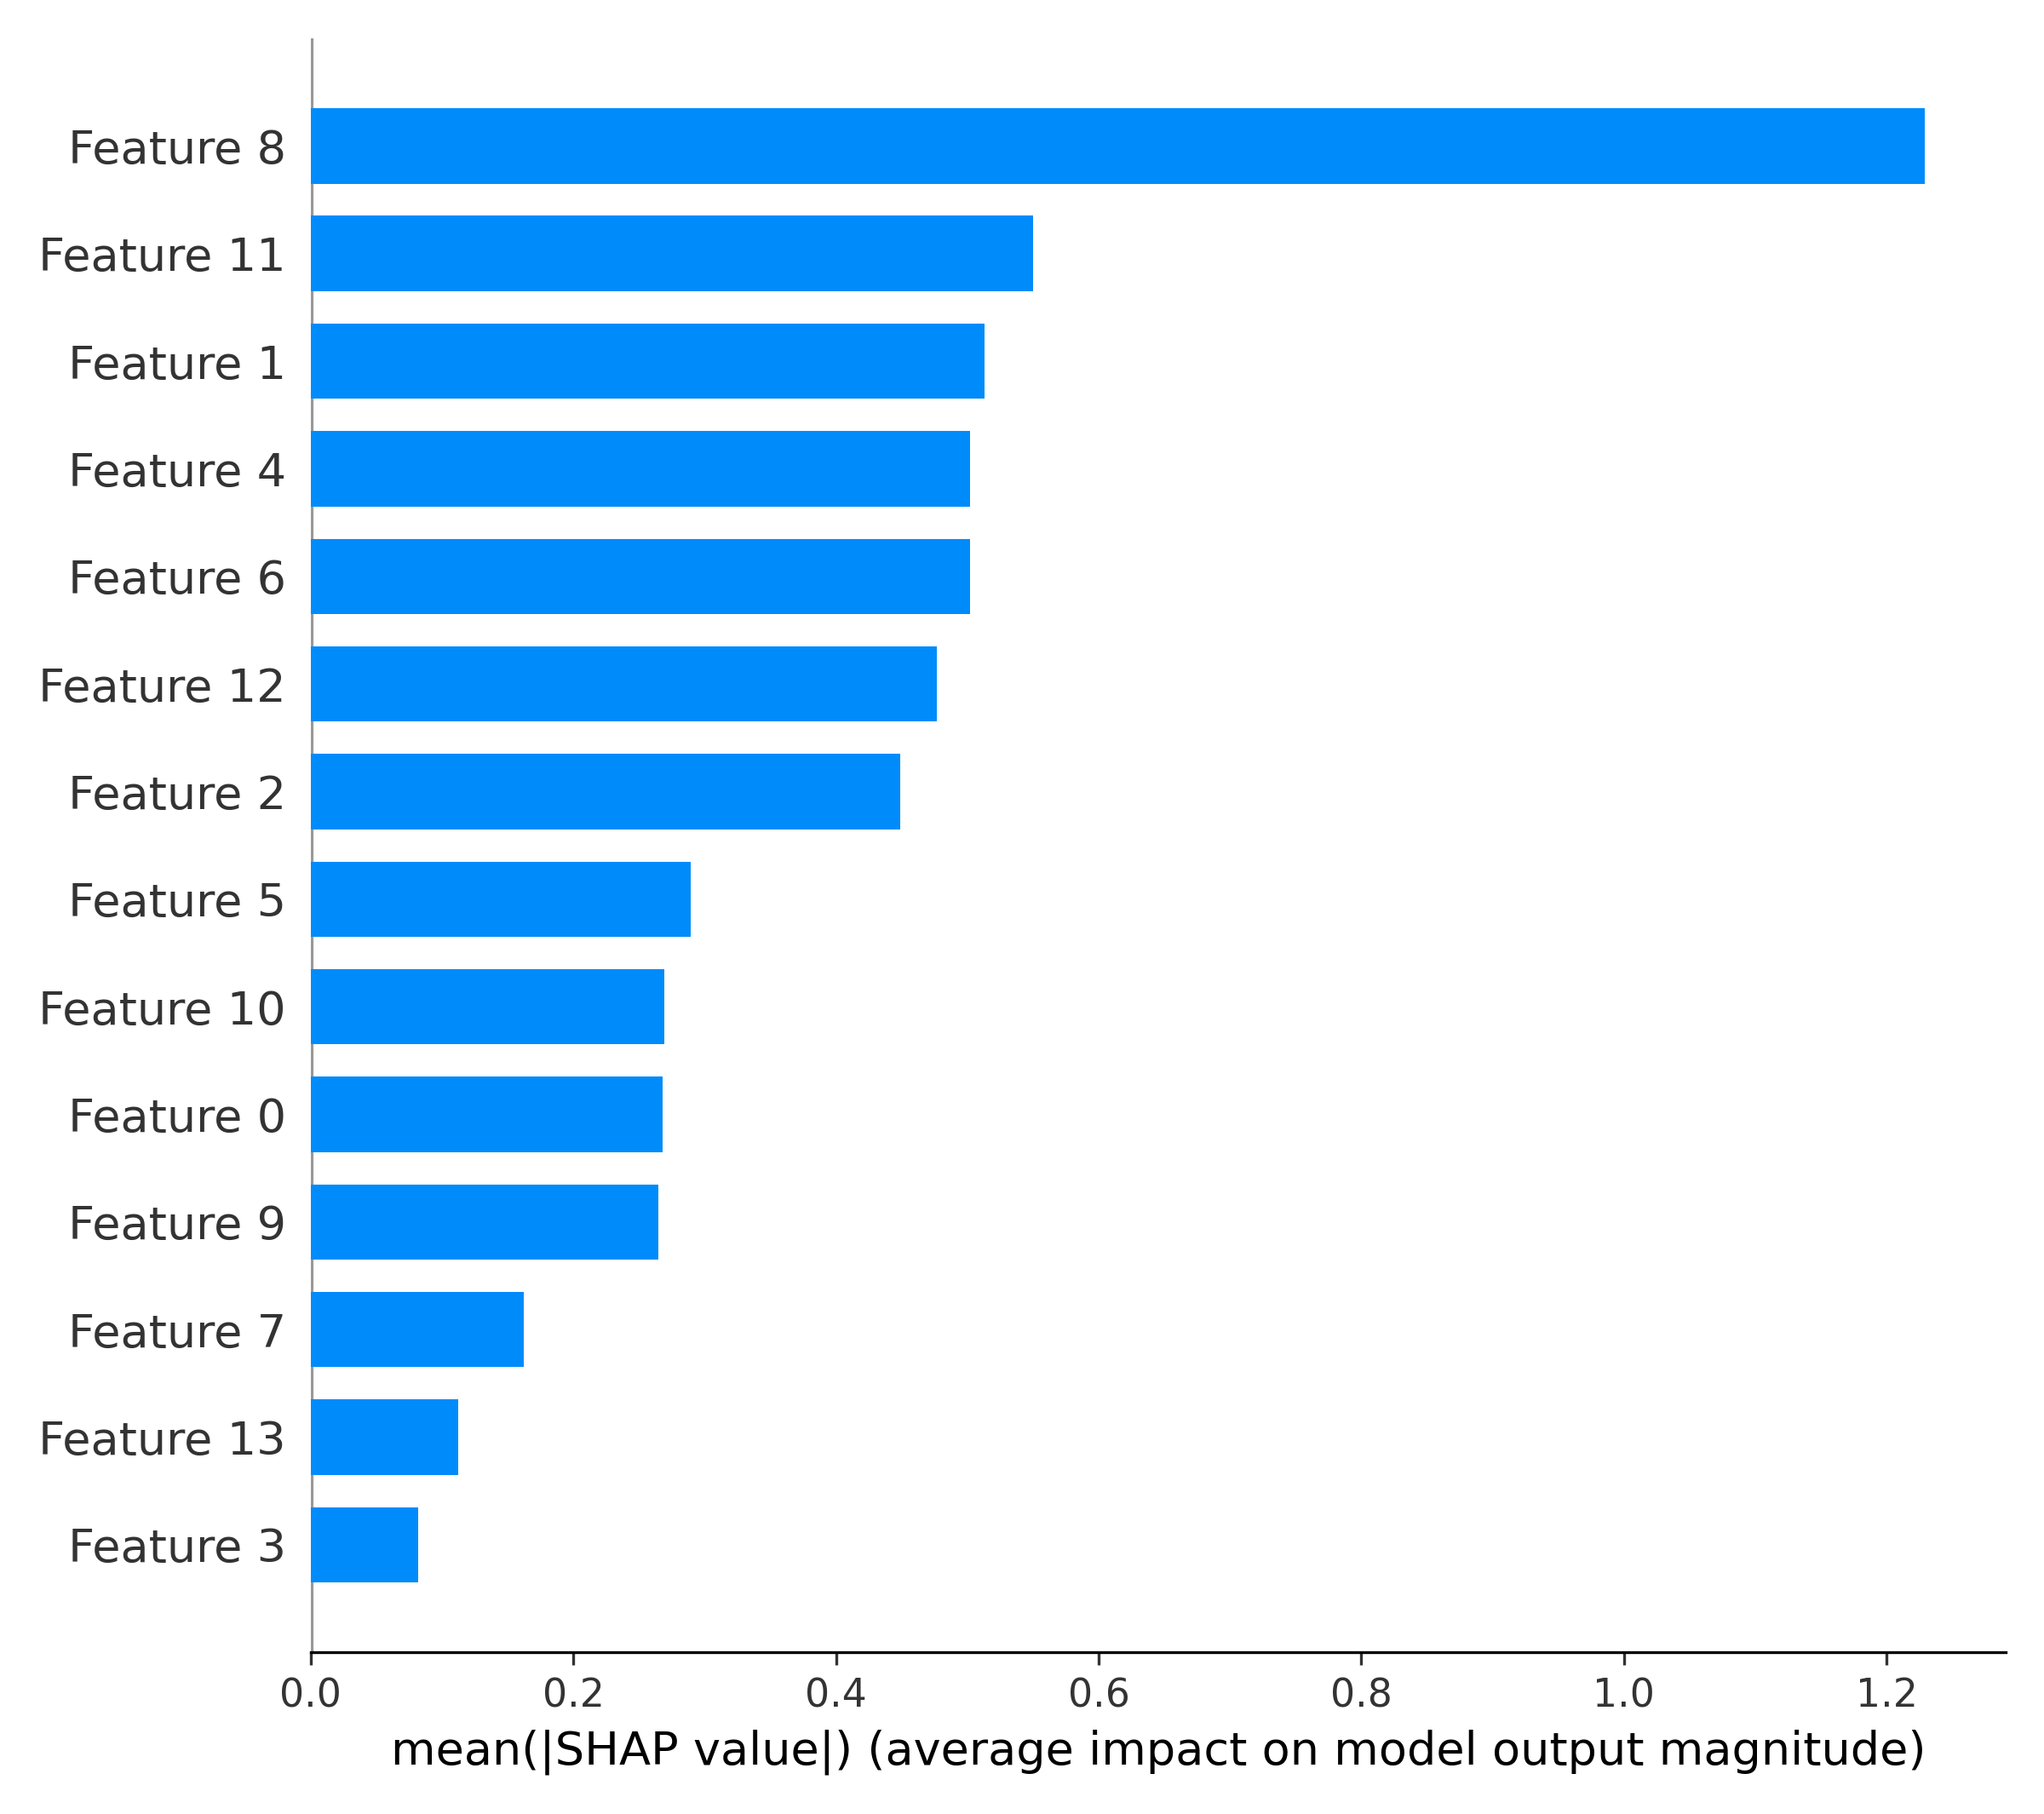 Feature 8
Feature 11
Feature 1
Feature 4
Feature 6
Feature 12
Feature 2
Feature 5
Feature 10
Feature 0
Feature 9
Feature 7
Feature 13
Feature 3
0.0 0.2 0.4 0.6 0.8 1.0 1.2
mean(|SHAP value|) (average impact on model output magnitude)